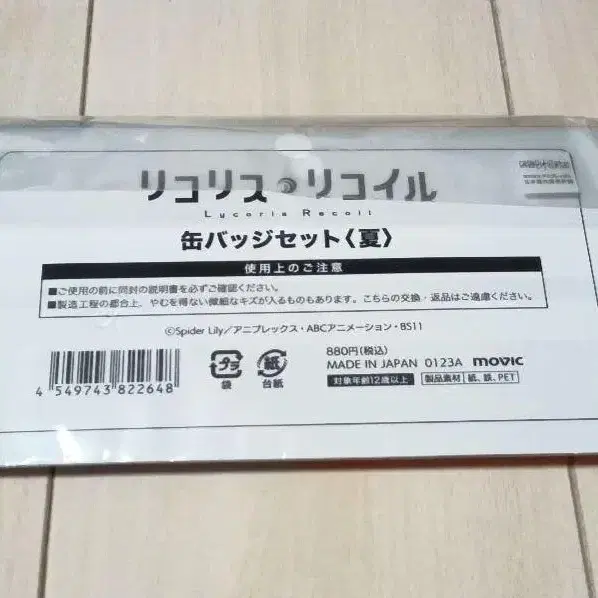 リコリス・リコイル
Lycoris Recoil
缶バッジセット〈夏〉
使用上のご注意
■ご使用の前に同封の説明書を必ずご確認ください。
■製造工程の都合上、やむを得ない微細なキズが入るものもあります。こちらの交換・返品はご遠慮ください。
©Spider Lily/アニプレックス・ABCアニメーション・BS11
4 549743 822648
プラ
袋
紙
台紙
880円(税込)
MADE IN JAPAN 0123A movic
対象年齢12歳以上 製品素材 紙、鉄、PET